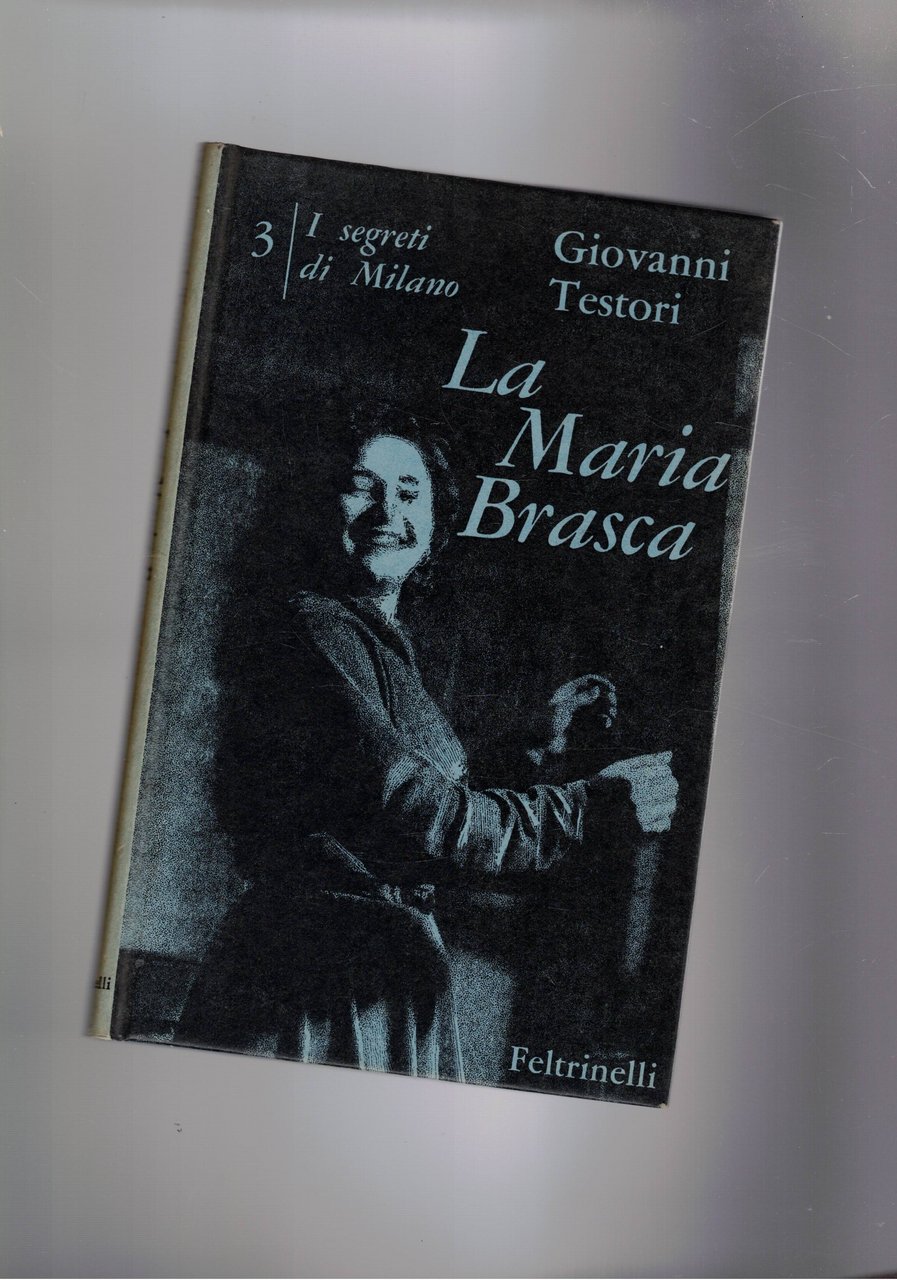 3
I segreti
di Milano
Giovanni
Testori
La
Maria
Brasca
Feltrinelli